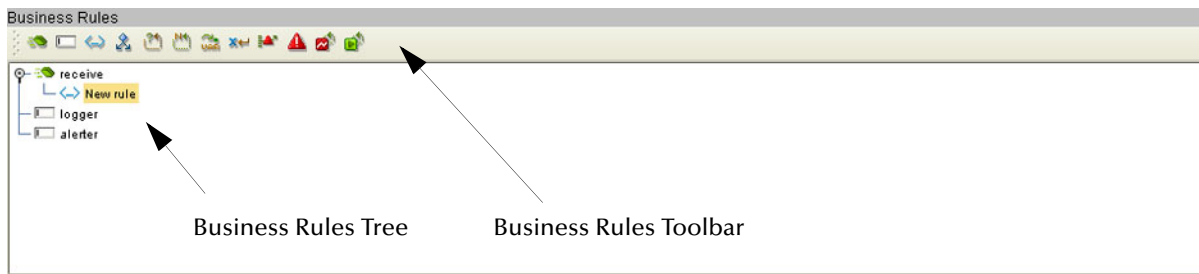 Business Rules
receive
New rule
logger
alerter
Business Rules Tree
Business Rules Toolbar